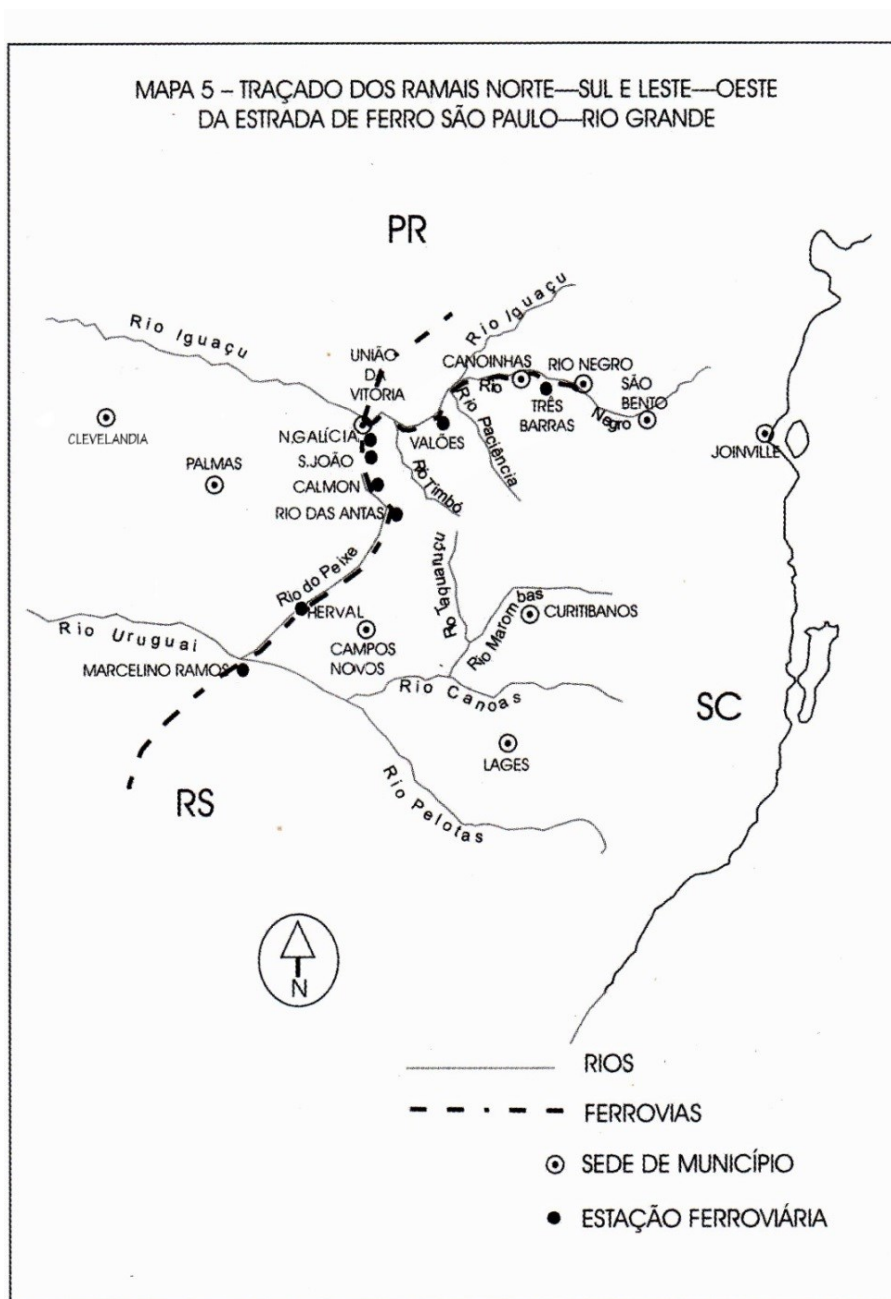 MAPA 5 – TRAÇADO DOS RAMAIS NORTE—SUL E LESTE—OESTE
DA ESTRADA DE FERRO SÃO PAULO—RIO GRANDE
PR
Rio Iguaçu
Rio Iguaçu
UNIÃO
DA
VITÓRIA
CANOINHAS
RIO NEGRO
Rio Negro
SÃO
BENTO
TRÊS
BARRAS
CLEVELANDIA
N.GALÍCIA
VALÕES
Rio Paciência
JOINVILLE
S.JOÃO
PALMAS
CALMON
Rio Timbó
RIO DAS ANTAS
Rio do Peixe
Rio Taquaruçu
HERVAL
Rio Marombas
CURITIBANOS
Rio Uruguai
CAMPOS
NOVOS
MARCELINO RAMOS
Rio Canoas
SC
LAGES
RS
Rio Pelotas
N
RIOS
FERROVIAS
SEDE DE MUNICÍPIO
ESTAÇÃO FERROVIÁRIA